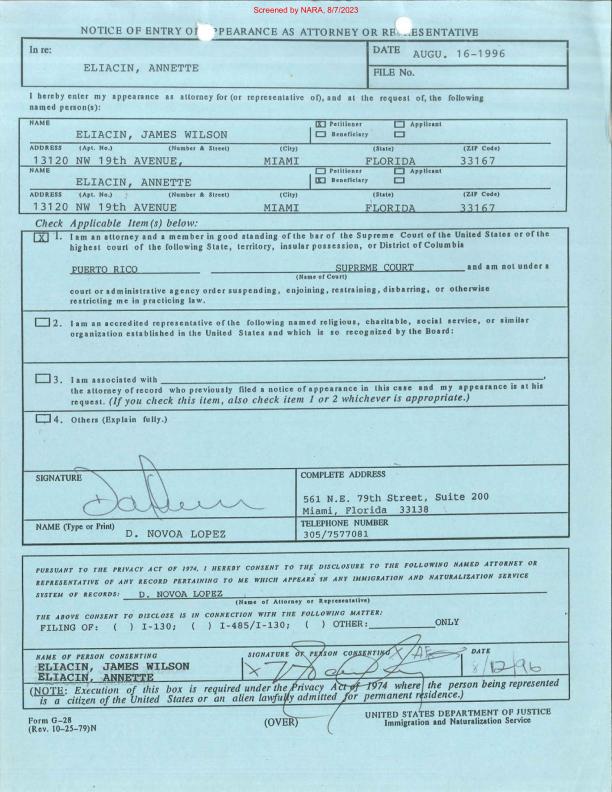 Screened by NARA, 8/7/2023
NOTICE OF ENTRY OF APPEARANCE AS ATTORNEY OR REPRESENTATIVE
In re:
ELIACIN, ANNETTE
DATE AUGU. 16-1996
FILE No.
I hereby enter my appearance as attorney for (or representative of), and at the request of, the following
named person(s):
NAME X Petitioner Applicant
ELIACIN, JAMES WILSON Beneficiary
ADDRESS (Apt. No.) (Number & Street) (City) (State) (ZIP Code)
13120 NW 19th AVENUE, MIAMI FLORIDA 33167
NAME Petitioner Applicant
ELIACIN, ANNETTE X Beneficiary
ADDRESS (Apt. No.) (Number & Street) (City) (State) (ZIP Code)
13120 NW 19th AVENUE MIAMI FLORIDA 33167
Check Applicable Item(s) below:
X 1. I am an attorney and a member in good standing of the bar of the Supreme Court of the United States or of the
highest court of the following State, territory, insular possession, or District of Columbia
PUERTO RICO SUPREME COURT and am not under a
(Name of Court)
court or administrative agency order suspending, enjoining, restraining, disbarring, or otherwise
restricting me in practicing law.
2. I am an accredited representative of the following named religious, charitable, social service, or similar
organization established in the United States and which is so recognized by the Board:
3. I am associated with ,
the attorney of record who previously filed a notice of appearance in this case and my appearance is at his
request. (If you check this item, also check item 1 or 2 whichever is appropriate.)
4. Others (Explain fully.)
SIGNATURE
COMPLETE ADDRESS
561 N.E. 79th Street, Suite 200
Miami, Florida 33138
NAME (Type or Print)
D. NOVOA LOPEZ
TELEPHONE NUMBER
305/7577081
PURSUANT TO THE PRIVACY ACT OF 1974, I HEREBY CONSENT TO THE DISCLOSURE TO THE FOLLOWING NAMED ATTORNEY OR
REPRESENTATIVE OF ANY RECORD PERTAINING TO ME WHICH APPEARS IN ANY IMMIGRATION AND NATURALIZATION SERVICE
SYSTEM OF RECORDS: D. NOVOA LOPEZ
(Name of Attorney or Representative)
THE ABOVE CONSENT TO DISCLOSE IS IN CONNECTION WITH THE FOLLOWING MATTER:
FILING OF: ( ) I-130; ( ) I-485/I-130; ( ) OTHER: ONLY
NAME OF PERSON CONSENTING
ELIACIN, JAMES WILSON
ELIACIN, ANNETTE
SIGNATURE OF PERSON CONSENTING X AE
X
DATE
(NOTE: Execution of this box is required under the Privacy Act of 1974 where the person being represented
is a citizen of the United States or an alien lawfully admitted for permanent residence.)
Form G-28
(Rev. 10-25-79)N
(OVER)
UNITED STATES DEPARTMENT OF JUSTICE
Immigration and Naturalization Service